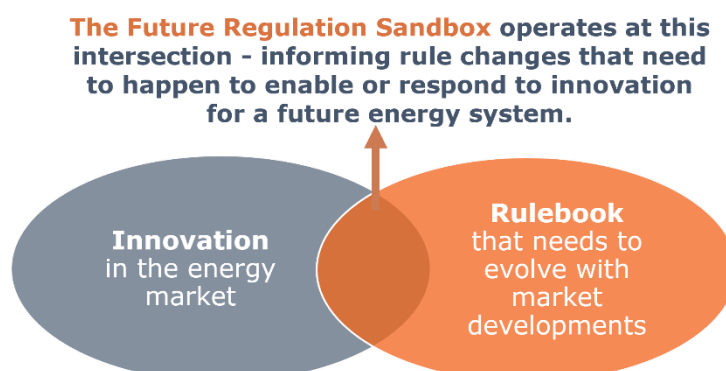 The Future Regulation Sandbox operates at this
intersection - informing rule changes that need
to happen to enable or respond to innovation
for a future energy system.
Innovation
in the energy
market
Rulebook
that needs to
evolve with
market
developments